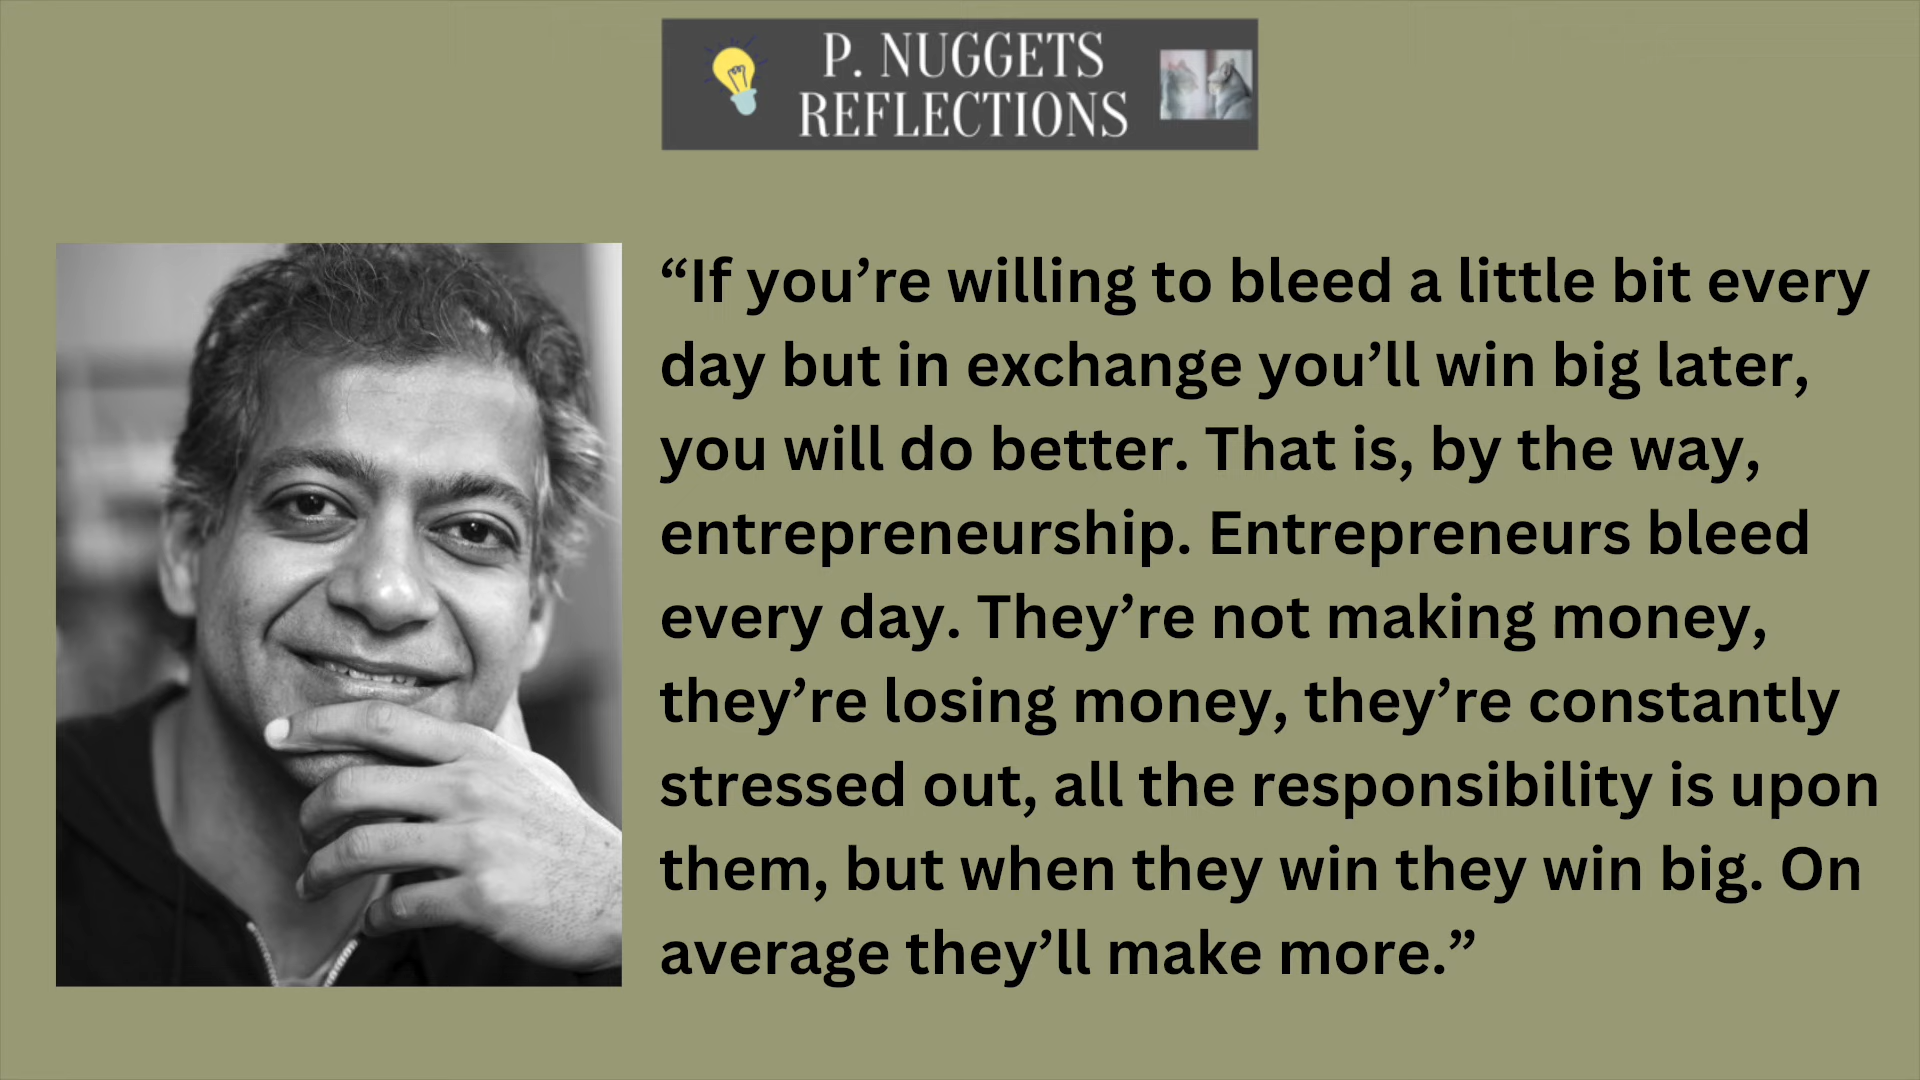 P. NUGGETS
REFLECTIONS
“If you’re willing to bleed a little bit every
day but in exchange you’ll win big later,
you will do better. That is, by the way,
entrepreneurship. Entrepreneurs bleed
every day. They’re not making money,
they’re losing money, they’re constantly
stressed out, all the responsibility is upon
them, but when they win they win big. On
average they’ll make more.”